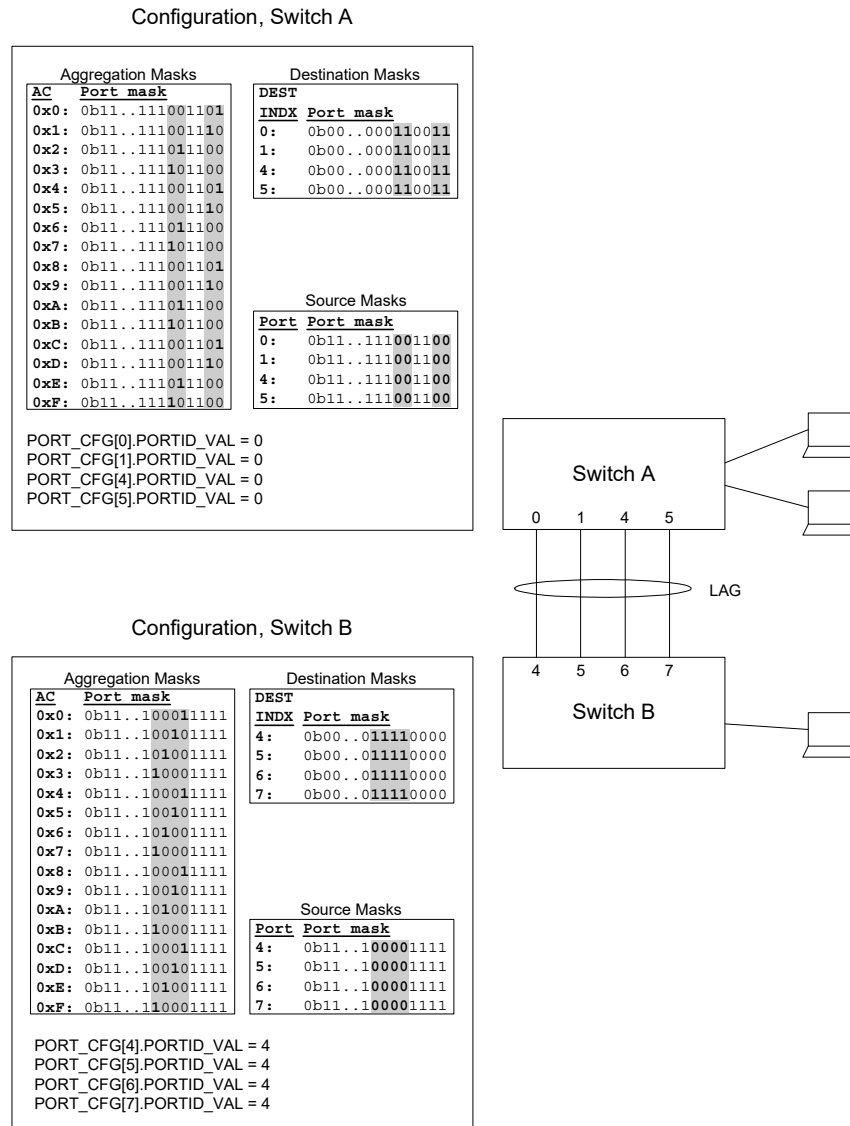 Configuration, Switch A
Aggregation Masks
AC Port mask
0x0: 0b11..111001101
0x1: 0b11..111001110
0x2: 0b11..111011100
0x3: 0b11..111101100
0x4: 0b11..111001101
0x5: 0b11..111001110
0x6: 0b11..111011100
0x7: 0b11..111101100
0x8: 0b11..111001101
0x9: 0b11..111001110
0xA: 0b11..111011100
0xB: 0b11..111101100
0xC: 0b11..111001101
0xD: 0b11..111001110
0xE: 0b11..111011100
0xF: 0b11..111101100
Destination Masks
DEST
INDX Port mask
0: 0b00..000110011
1: 0b00..000110011
4: 0b00..000110011
5: 0b00..000110011
Source Masks
Port Port mask
0: 0b11..111001100
1: 0b11..111001100
4: 0b11..111001100
5: 0b11..111001100
PORT_CFG[0].PORTID_VAL = 0
PORT_CFG[1].PORTID_VAL = 0
PORT_CFG[4].PORTID_VAL = 0
PORT_CFG[5].PORTID_VAL = 0
Switch A
0 1 4 5
LAG
4 5 6 7
Switch B
Configuration, Switch B
Aggregation Masks
AC Port mask
0x0: 0b11..100011111
0x1: 0b11..100101111
0x2: 0b11..101001111
0x3: 0b11..110001111
0x4: 0b11..100011111
0x5: 0b11..100101111
0x6: 0b11..101001111
0x7: 0b11..110001111
0x8: 0b11..100011111
0x9: 0b11..100101111
0xA: 0b11..101001111
0xB: 0b11..110001111
0xC: 0b11..100011111
0xD: 0b11..100101111
0xE: 0b11..101001111
0xF: 0b11..110001111
Destination Masks
DEST
INDX Port mask
4: 0b00..011110000
5: 0b00..011110000
6: 0b00..011110000
7: 0b00..011110000
Source Masks
Port Port mask
4: 0b11..100001111
5: 0b11..100001111
6: 0b11..100001111
7: 0b11..100001111
PORT_CFG[4].PORTID_VAL = 4
PORT_CFG[5].PORTID_VAL = 4
PORT_CFG[6].PORTID_VAL = 4
PORT_CFG[7].PORTID_VAL = 4